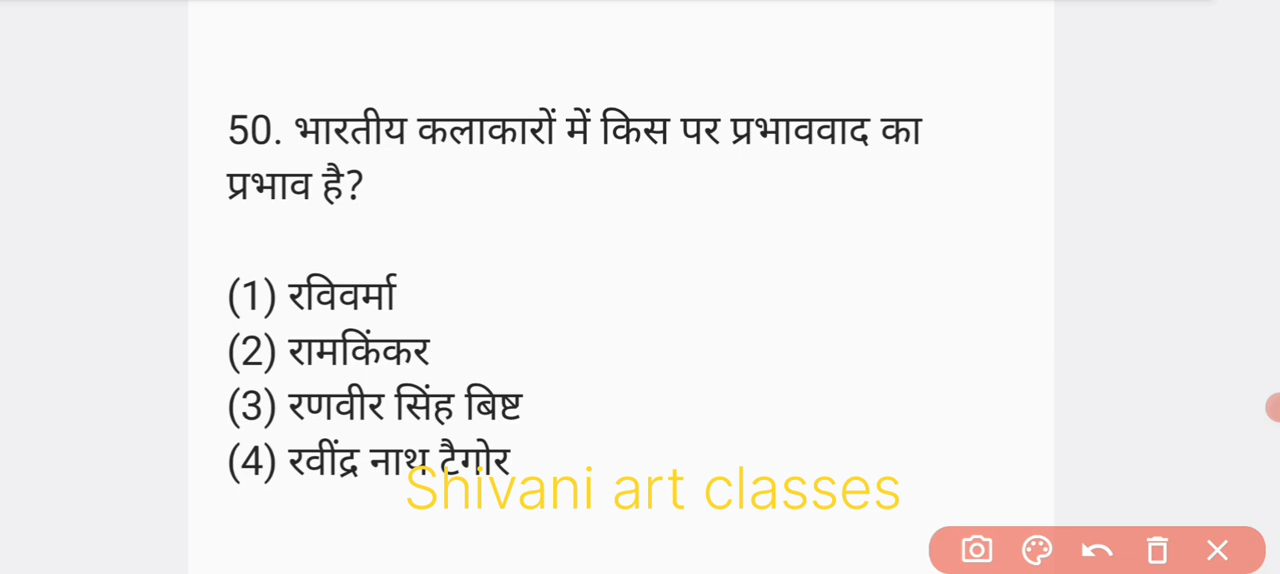 50. भारतीय कलाकारों में किस पर प्रभाववाद का
प्रभाव है?
(1) रविवर्मा
(2) रामकिंकर
(3) रणवीर सिंह बिष्ट
(4) रवींद्र नाथ टैगोर
Shivani art classes